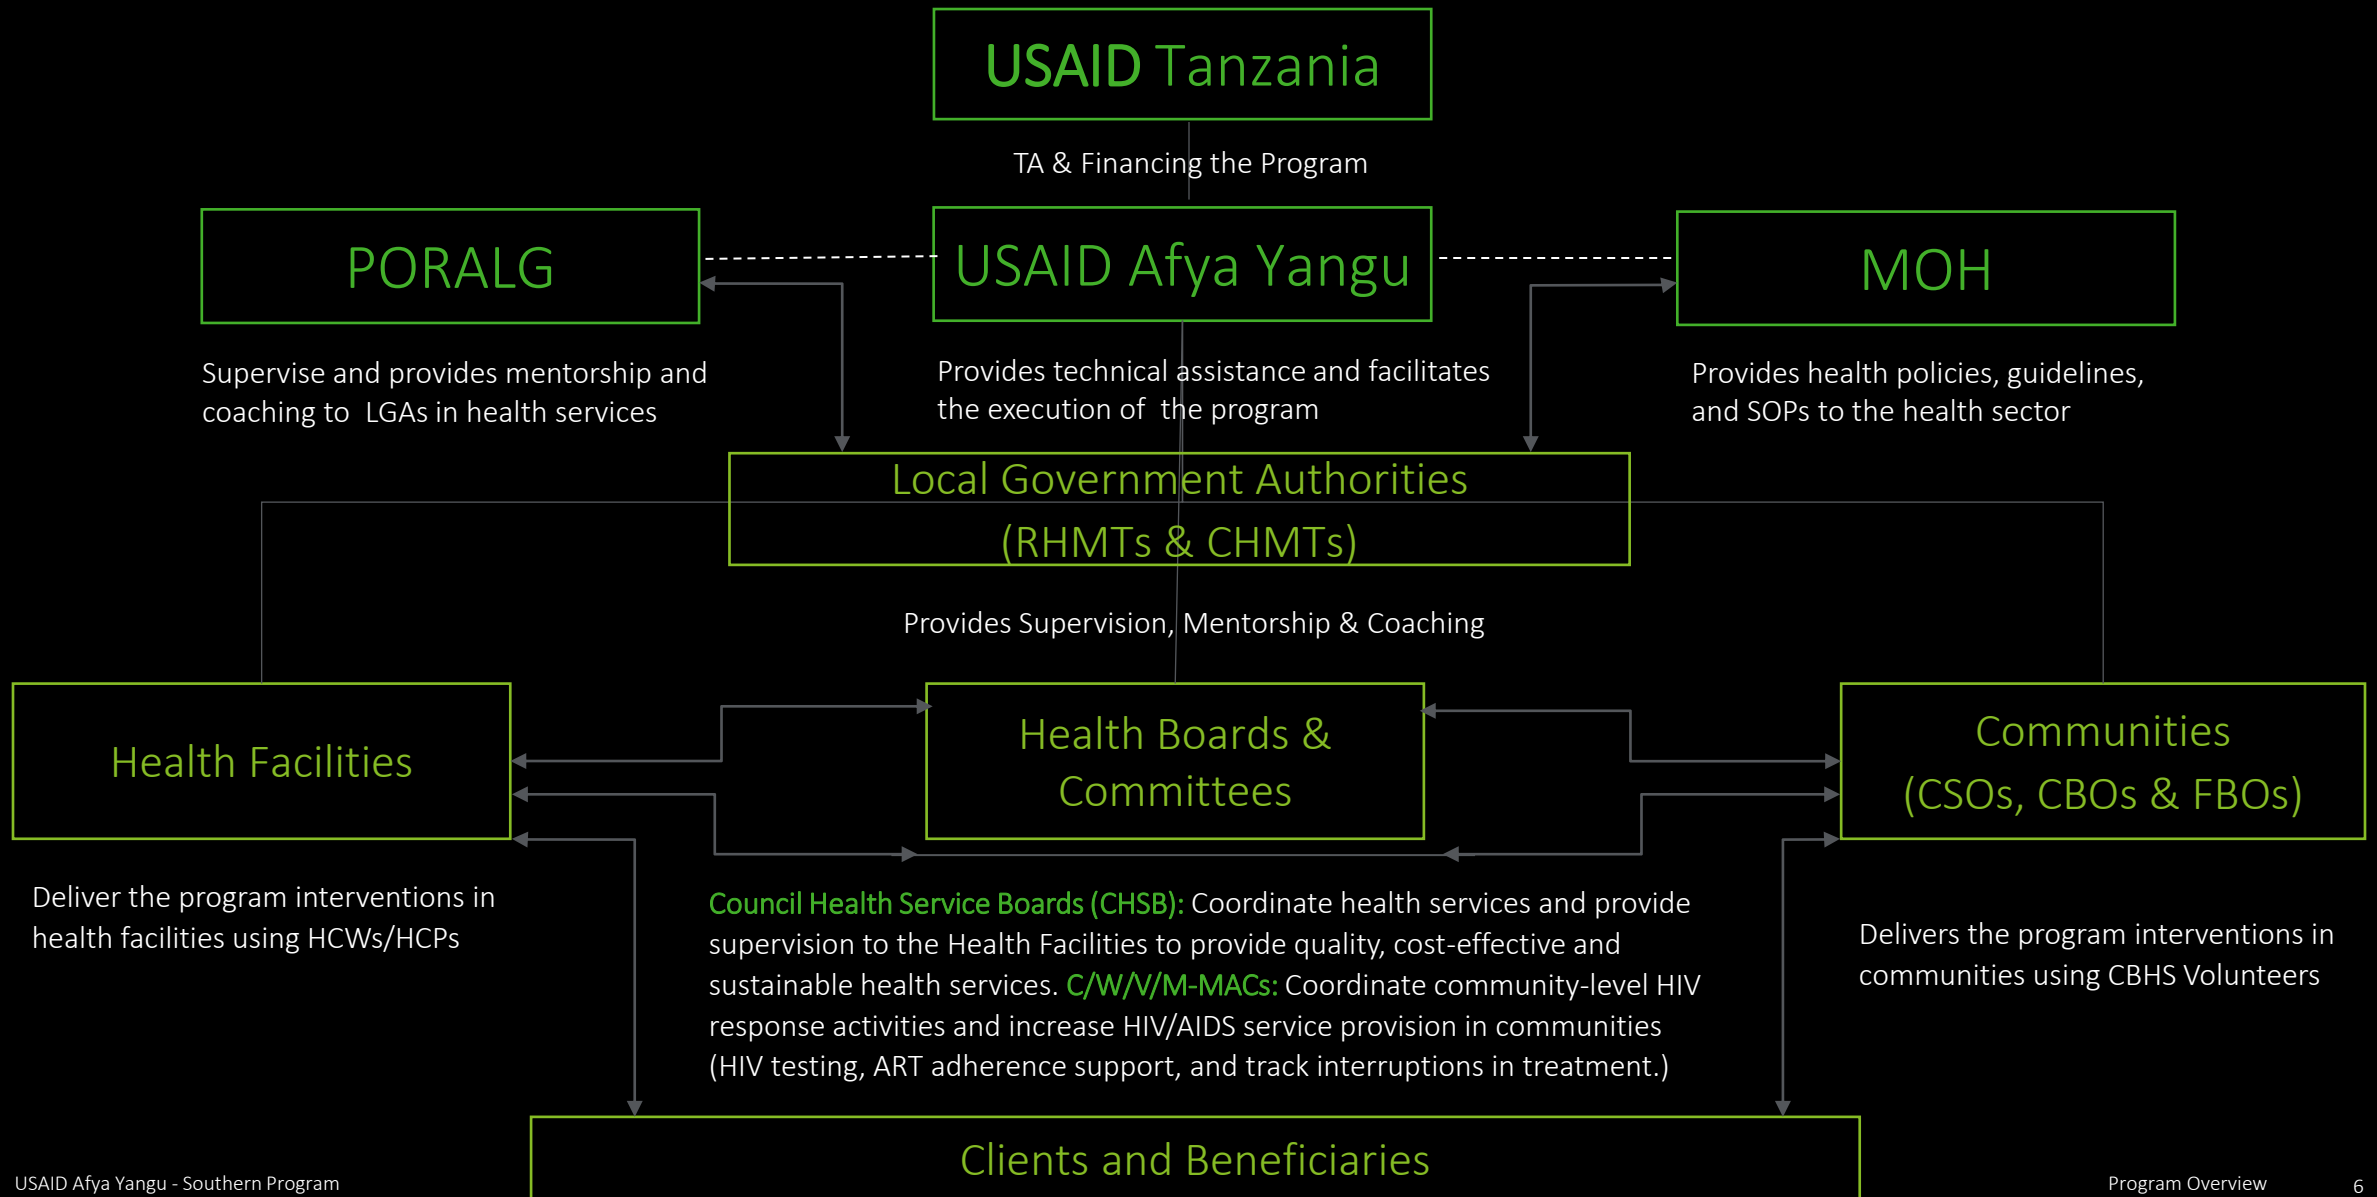 USAID Tanzania
TA & Financing the Program
PORALG
USAID Afya Yangu
MOH
Supervise and provides mentorship and
coaching to LGAs in health services
Provides technical assistance and facilitates
the execution of the program
Provides health policies, guidelines,
and SOPs to the health sector
Local Government Authorities
(RHMTs & CHMTs)
Provides Supervision, Mentorship & Coaching
Health Facilities
Health Boards &
Committees
Communities
(CSOs, CBOs & FBOs)
Deliver the program interventions in
health facilities using HCWs/HCPs
Council Health Service Boards (CHSB): Coordinate health services and provide
supervision to the Health Facilities to provide quality, cost-effective and
sustainable health services. C/W/V/M-MACs: Coordinate community-level HIV
response activities and increase HIV/AIDS service provision in communities
(HIV testing, ART adherence support, and track interruptions in treatment.)
Delivers the program interventions in
communities using CBHS Volunteers
Clients and Beneficiaries
USAID Afya Yangu - Southern Program
Program Overview
6